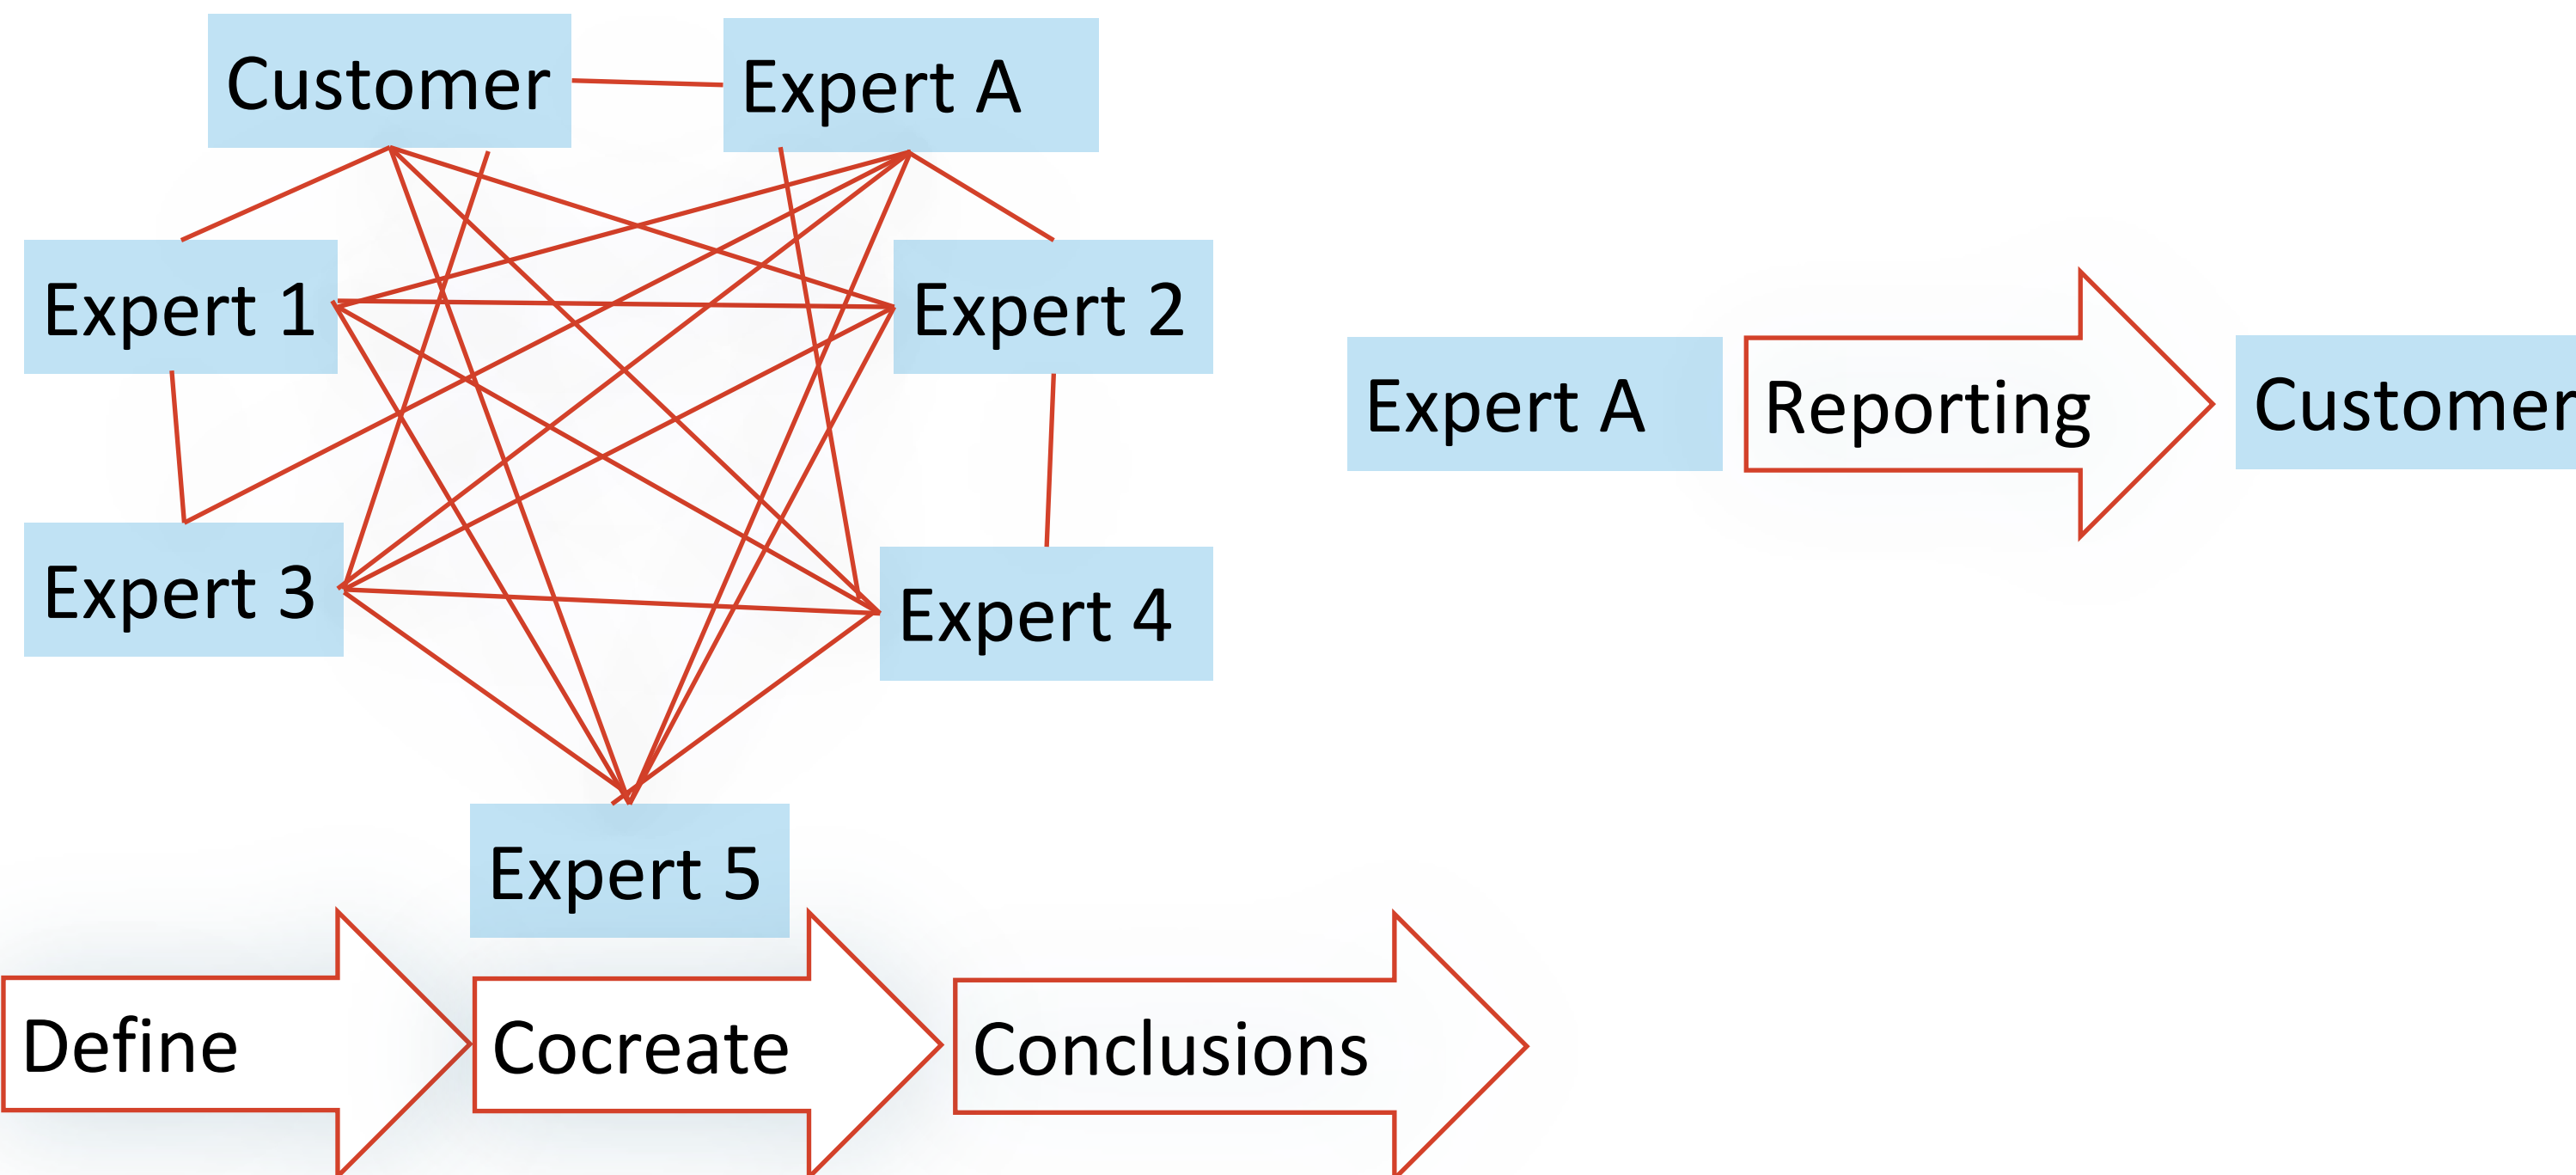 Customer
Expert A
Expert 1
Expert 2
Expert 3
Expert 4
Expert 5
Expert A
Reporting
Customer
Define
Cocreate
Conclusions